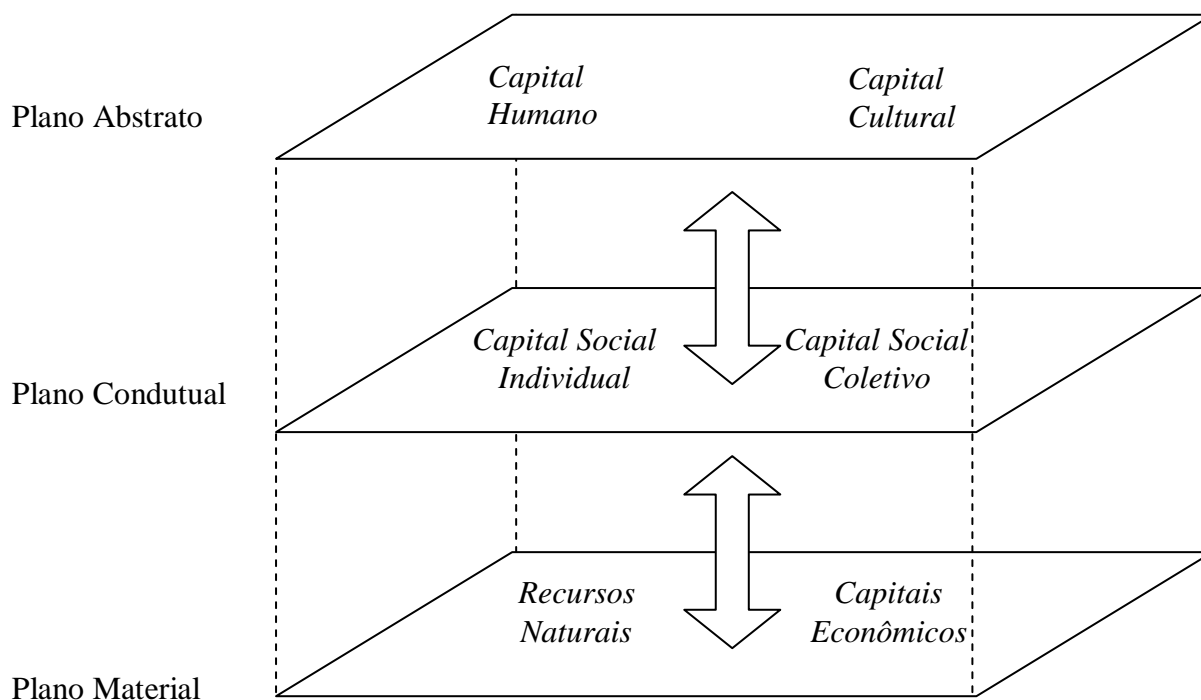 Plano Abstrato
Capital
Humano
Capital
Cultural
Plano Condutual
Capital Social
Individual
Capital Social
Coletivo
Plano Material
Recursos
Naturais
Capitais
Econômicos